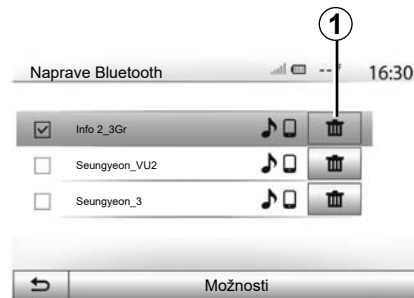 1
Naprave Bluetooth -- ° 16:30
Info 2_3Gr
Seungyeon_VU2
Seungyeon_3
Možnosti